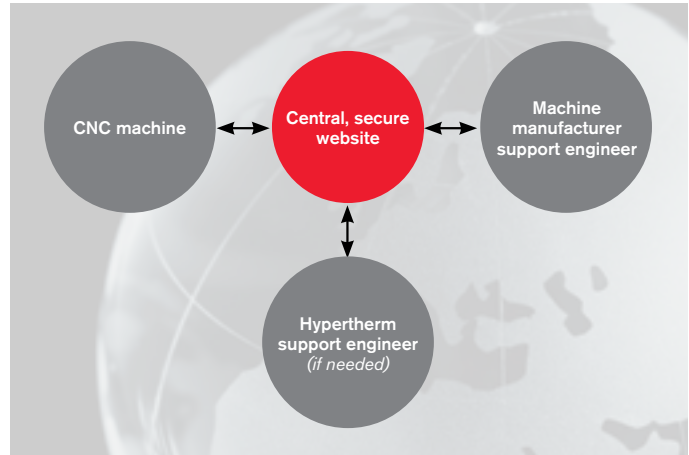 CNC machine
Central, secure
website
Machine
manufacturer
support engineer
Hypertherm
support engineer
(if needed)